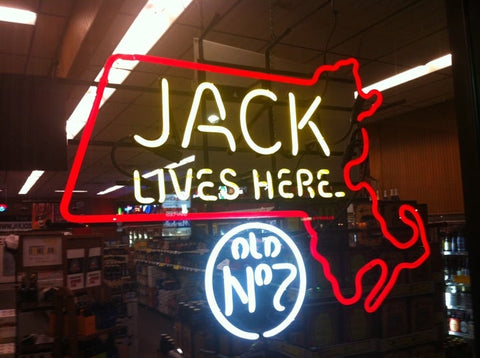 JACK
LIVES HERE.
OLD
Nº7